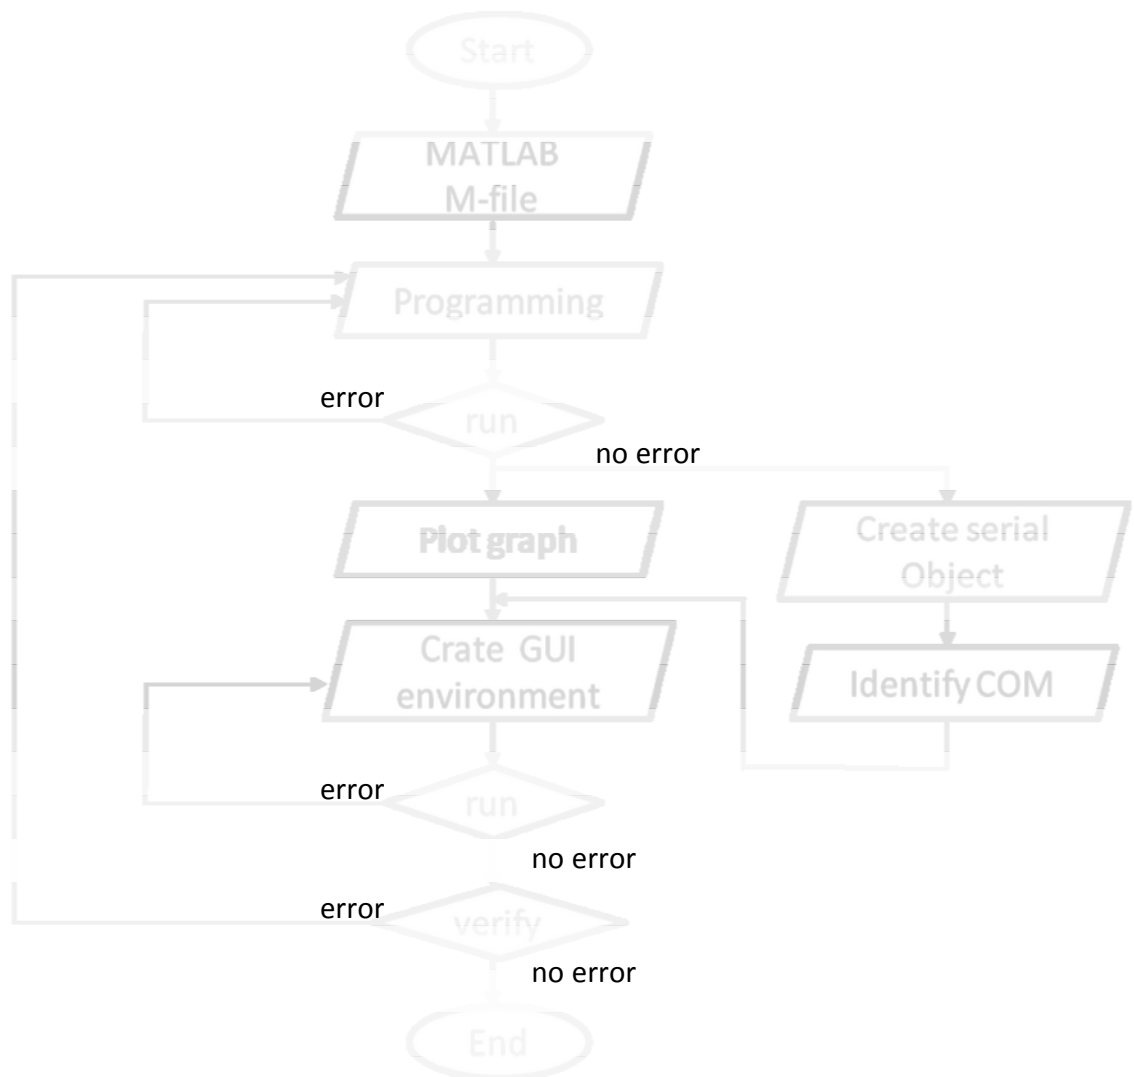 Start
MATLAB
M-file
Programming
error
run
no error
Plot graph
Create serial
Object
Crate GUI
environment
Identify COM
error
run
no error
error
verify
no error
End